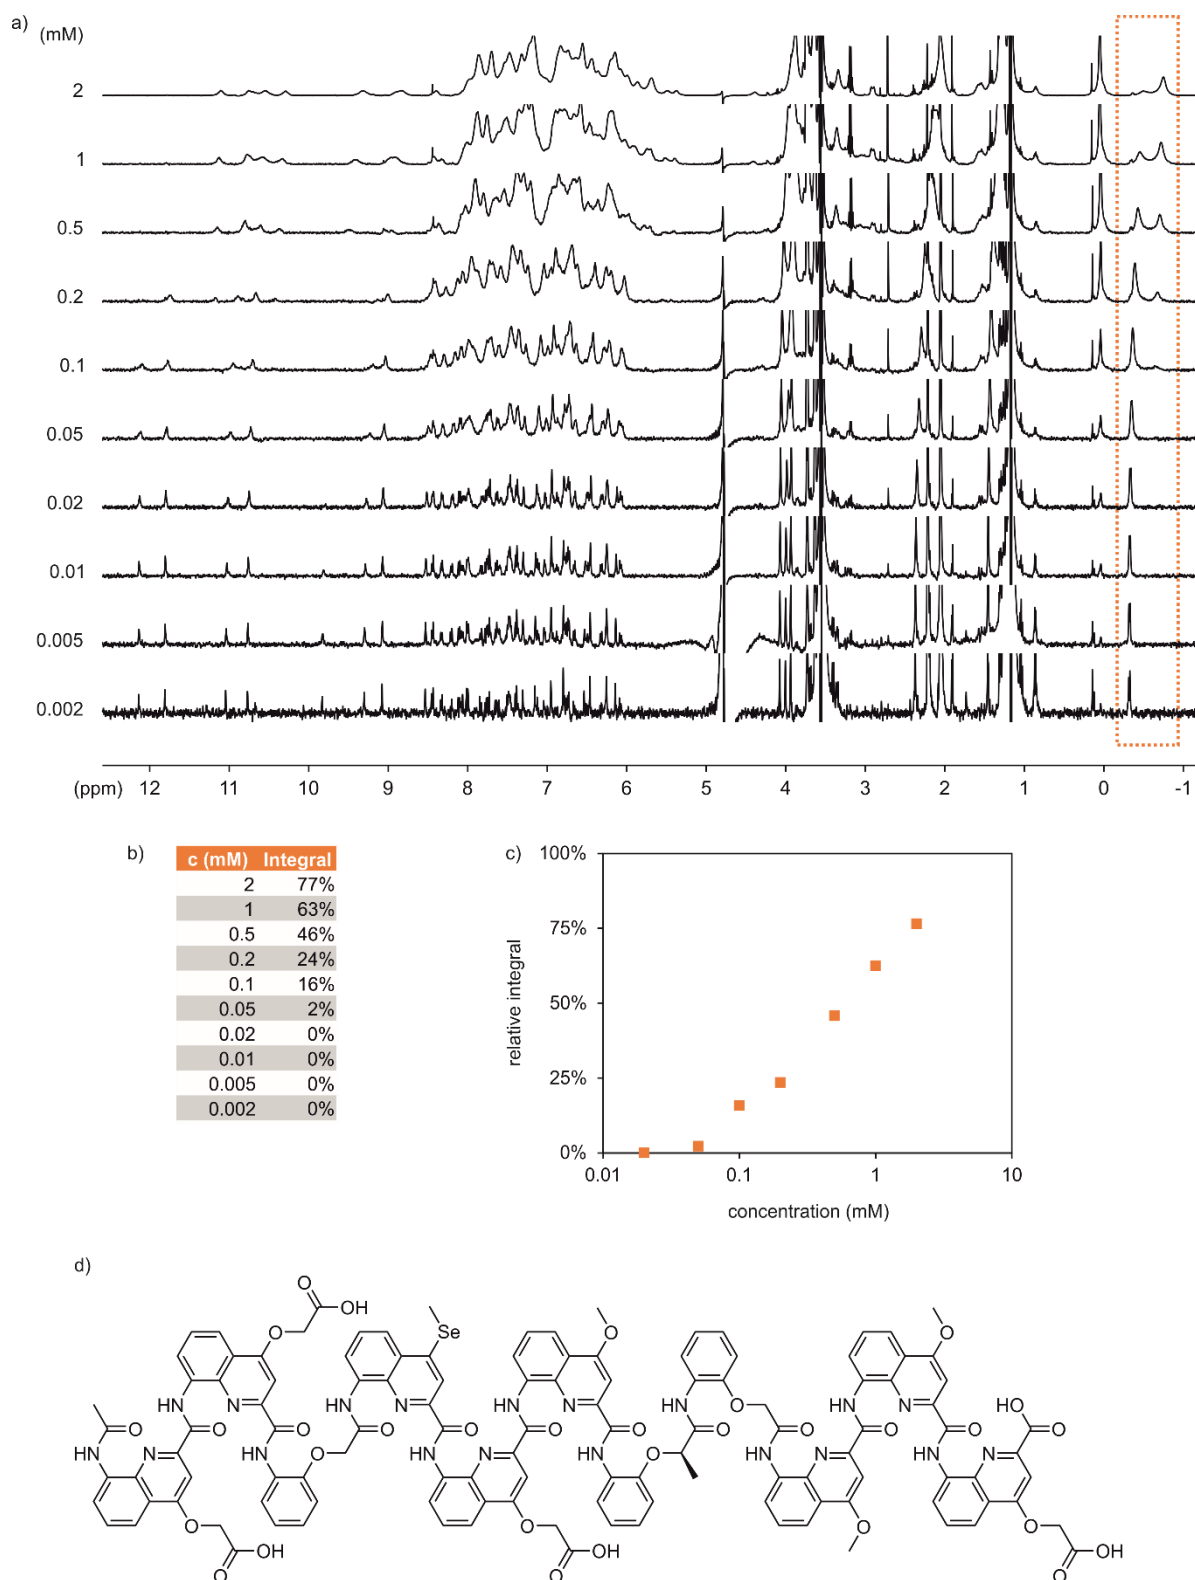 a)
(mM)
2
1
0.5
0.2
0.1
0.05
0.02
0.01
0.005
0.002
(ppm) 12 11 10 9 8 7 6 5 4 3 2 1 0 -1
b)
c (mM) Integral
2 77%
1 63%
0.5 46%
0.2 24%
0.1 16%
0.05 2%
0.02 0%
0.01 0%
0.005 0%
0.002 0%
c)
100%
75%
50%
25%
0%
relative integral
0.01 0.1 1 10
concentration (mM)
d)
O
OH
O
Se
O
O
HN N O HN O HN N O HN N O HN O O HN N O HO O
O HN N O HN O O HN N O HN O HN N O HN N
O OH O O OH O O OH
O O O